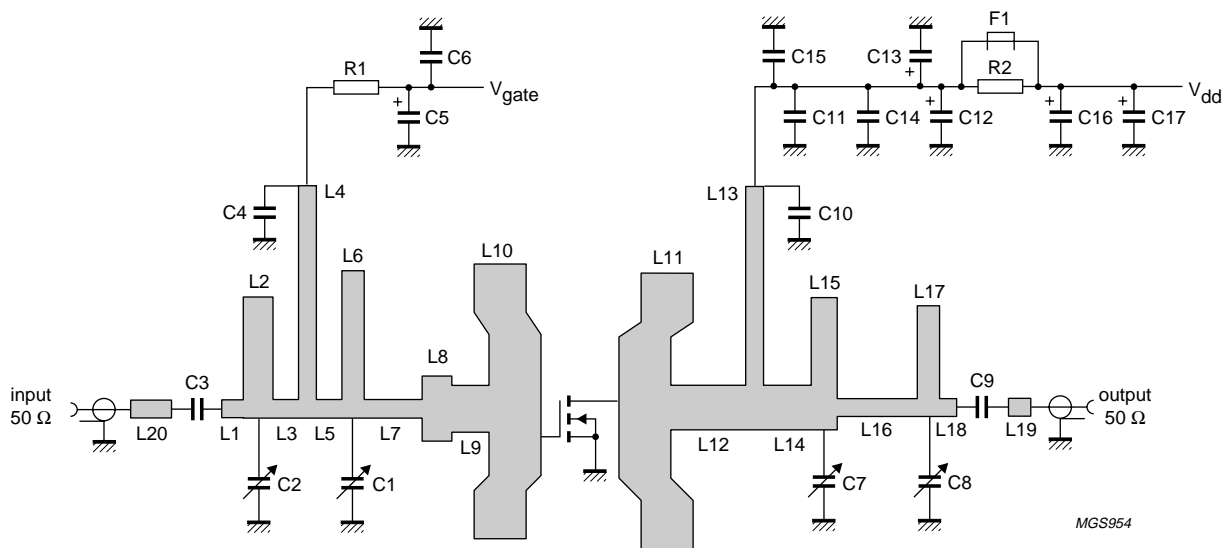 F1
C6
C15
C13
R1
R2
V gate
V dd
+
C5
C11
C14
+
+
C12
+
C16
+
C17
C4
L4
L13
C10
L10
L11
L6
L2
L15
L17
L8
input
50 Ω
C3
C9
output
50 Ω
L20
L1
L3
L5
L7
L9
L12
L14
L16
L18
L19
C2
C1
C7
C8
MGS954